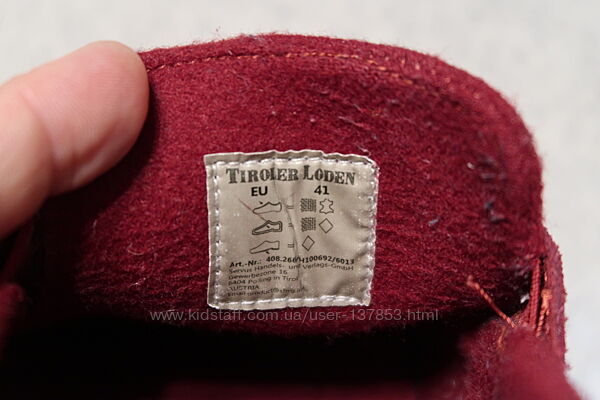 TIROLER LODEN
EU 41
Art.-Nr.: 408.266/H100692/6013
Servus Handels- und Verlags-GmbH
Gewerbezone 16
6404 Polling in Tirol
AUSTRIA
www.kidstaff.com.ua/user-137853.html